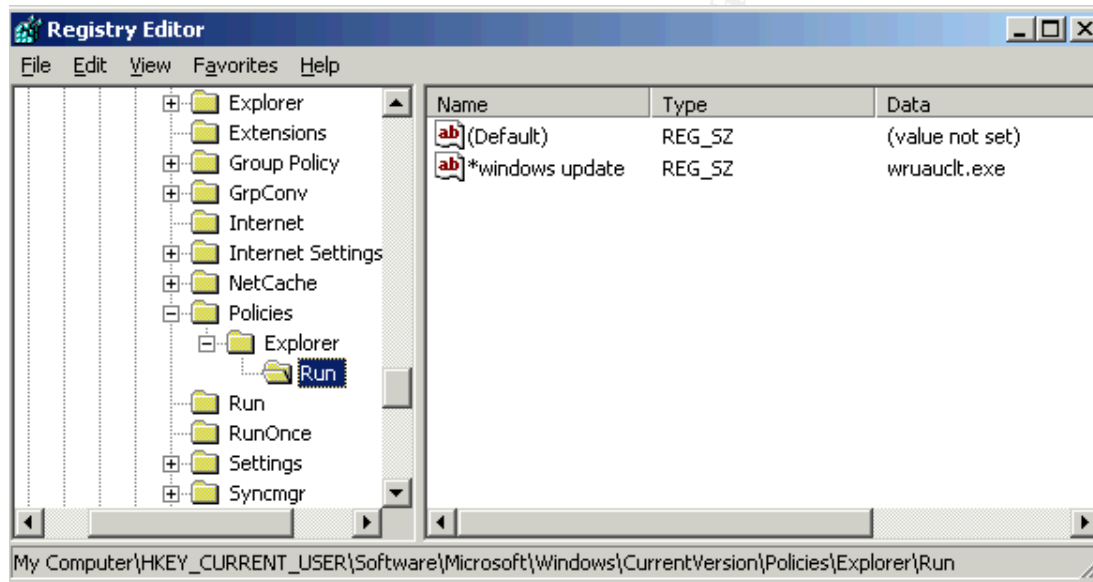 Registry Editor
File Edit View Favorites Help
Explorer
Extensions
Group Policy
GrpConv
Internet
Internet Settings
NetCache
Policies
Explorer
Run
Run
RunOnce
Settings
Syncmgr
Name Type Data
(Default) REG_SZ (value not set)
*windows update REG_SZ wruauclt.exe
My Computer\HKEY_CURRENT_USER\Software\Microsoft\Windows\CurrentVersion\Policies\Explorer\Run